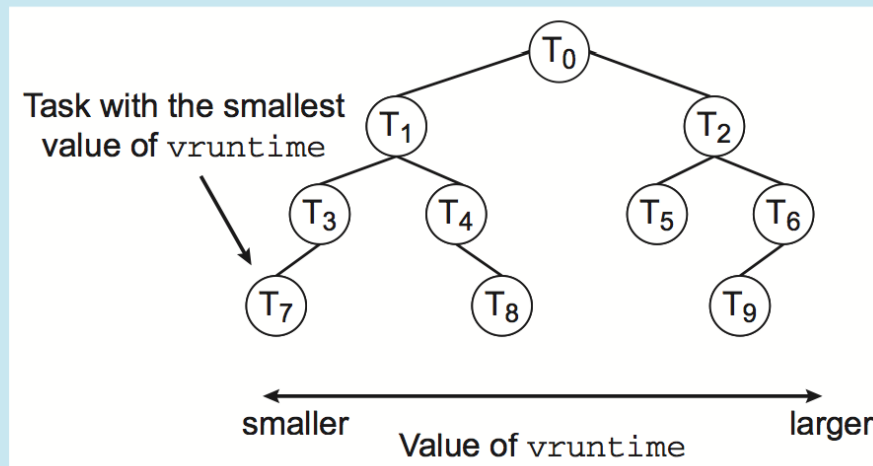 T₀
Task with the smallest
value of vruntime
T₁
T₂
T₃
T₄
T₅
T₆
T₇
T₈
T₉
smaller
larger
Value of vruntime